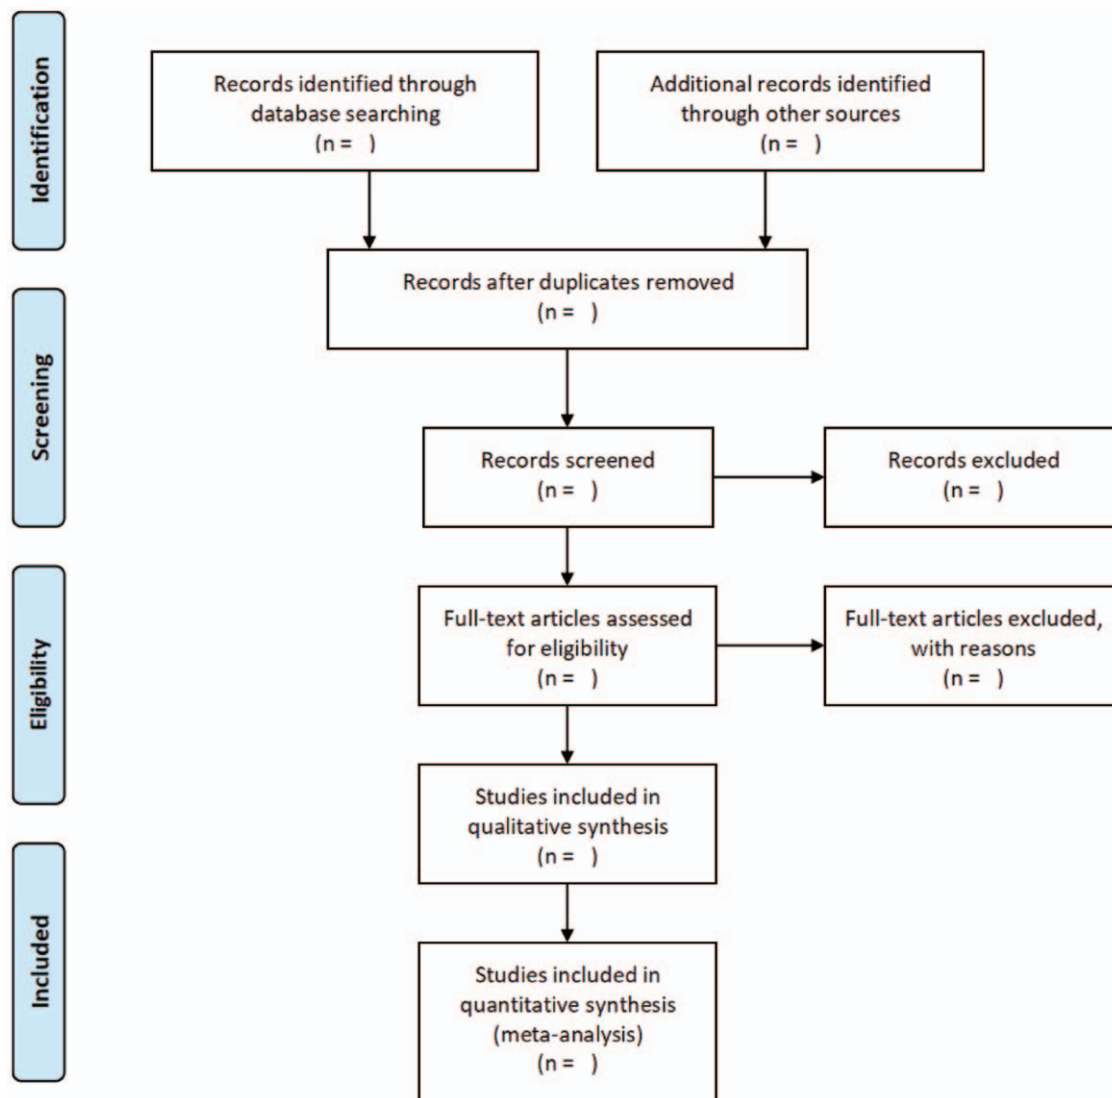 Identification
Records identified through
database searching
(n =   )
Additional records identified
through other sources
(n =   )
Records after duplicates removed
(n =   )
Screening
Records screened
(n =   )
Records excluded
(n =   )
Eligibility
Full-text articles assessed
for eligibility
(n =   )
Full-text articles excluded,
with reasons
(n =   )
Studies included in
qualitative synthesis
(n =   )
Included
Studies included in
quantitative synthesis
(meta-analysis)
(n =   )